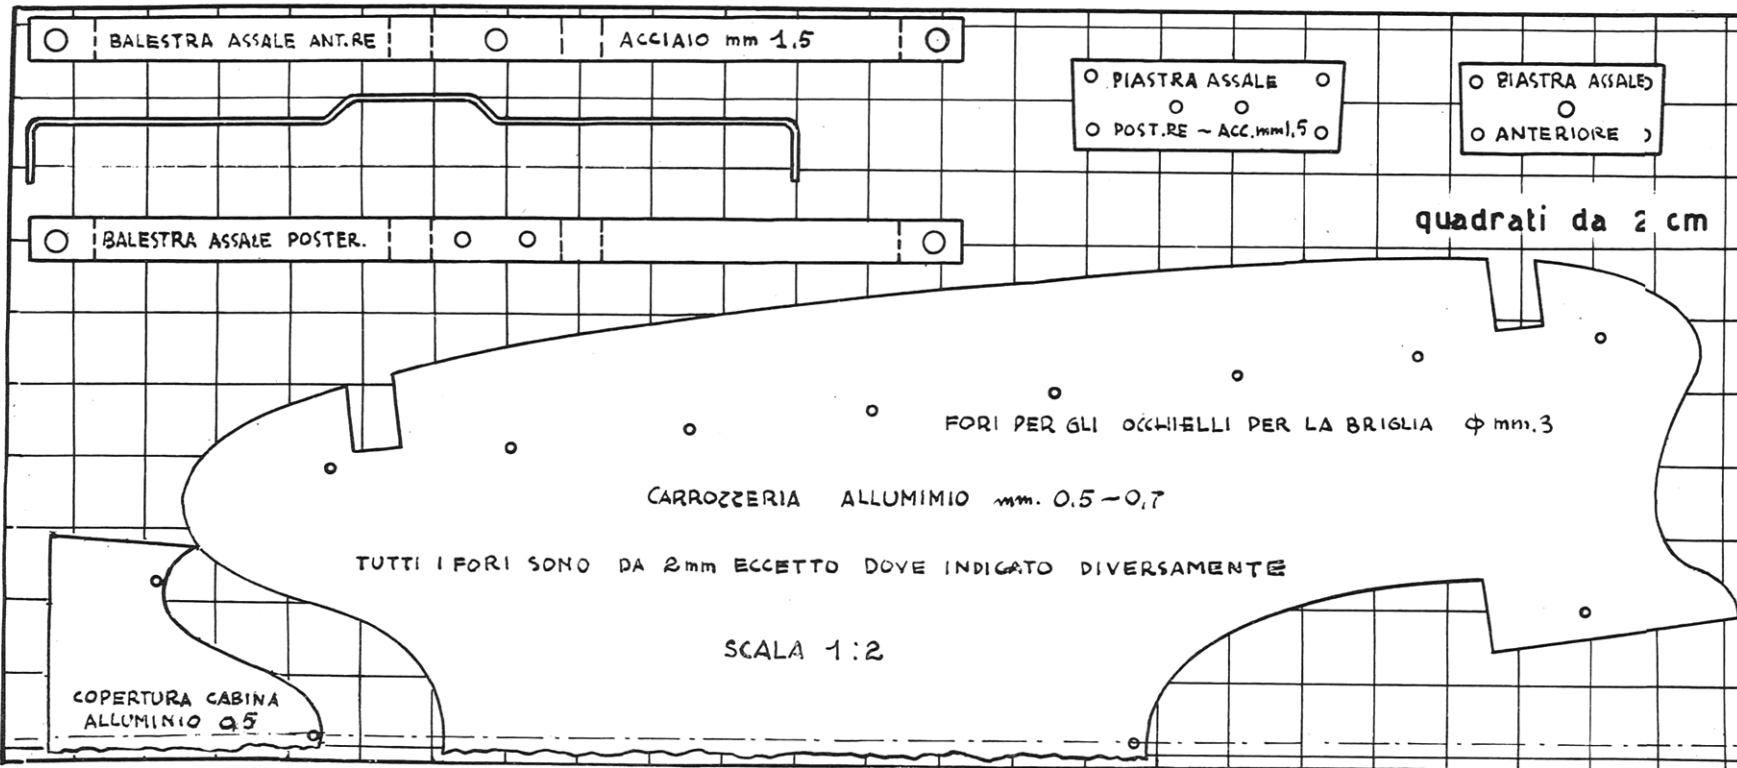 BALESTRA ASSALE ANT.RE
ACCIAIO mm 1.5
PIASTRA ASSALE
POST.RE ~ ACC.mm1.5
PIASTRA ASSALE
ANTERIORE
BALESTRA ASSALE POSTER.
quadrati da 2 cm
FORI PER GLI OCCHIELLI PER LA BRIGLIA ϕ mm.3
CARROZZERIA ALLUMIMIO mm. 0.5 ~ 0.7
TUTTI I FORI SONO DA 2mm ECCETTO DOVE INDICATO DIVERSAMENTE
SCALA 1:2
COPERTURA CABINA
ALLUMINIO 0.5